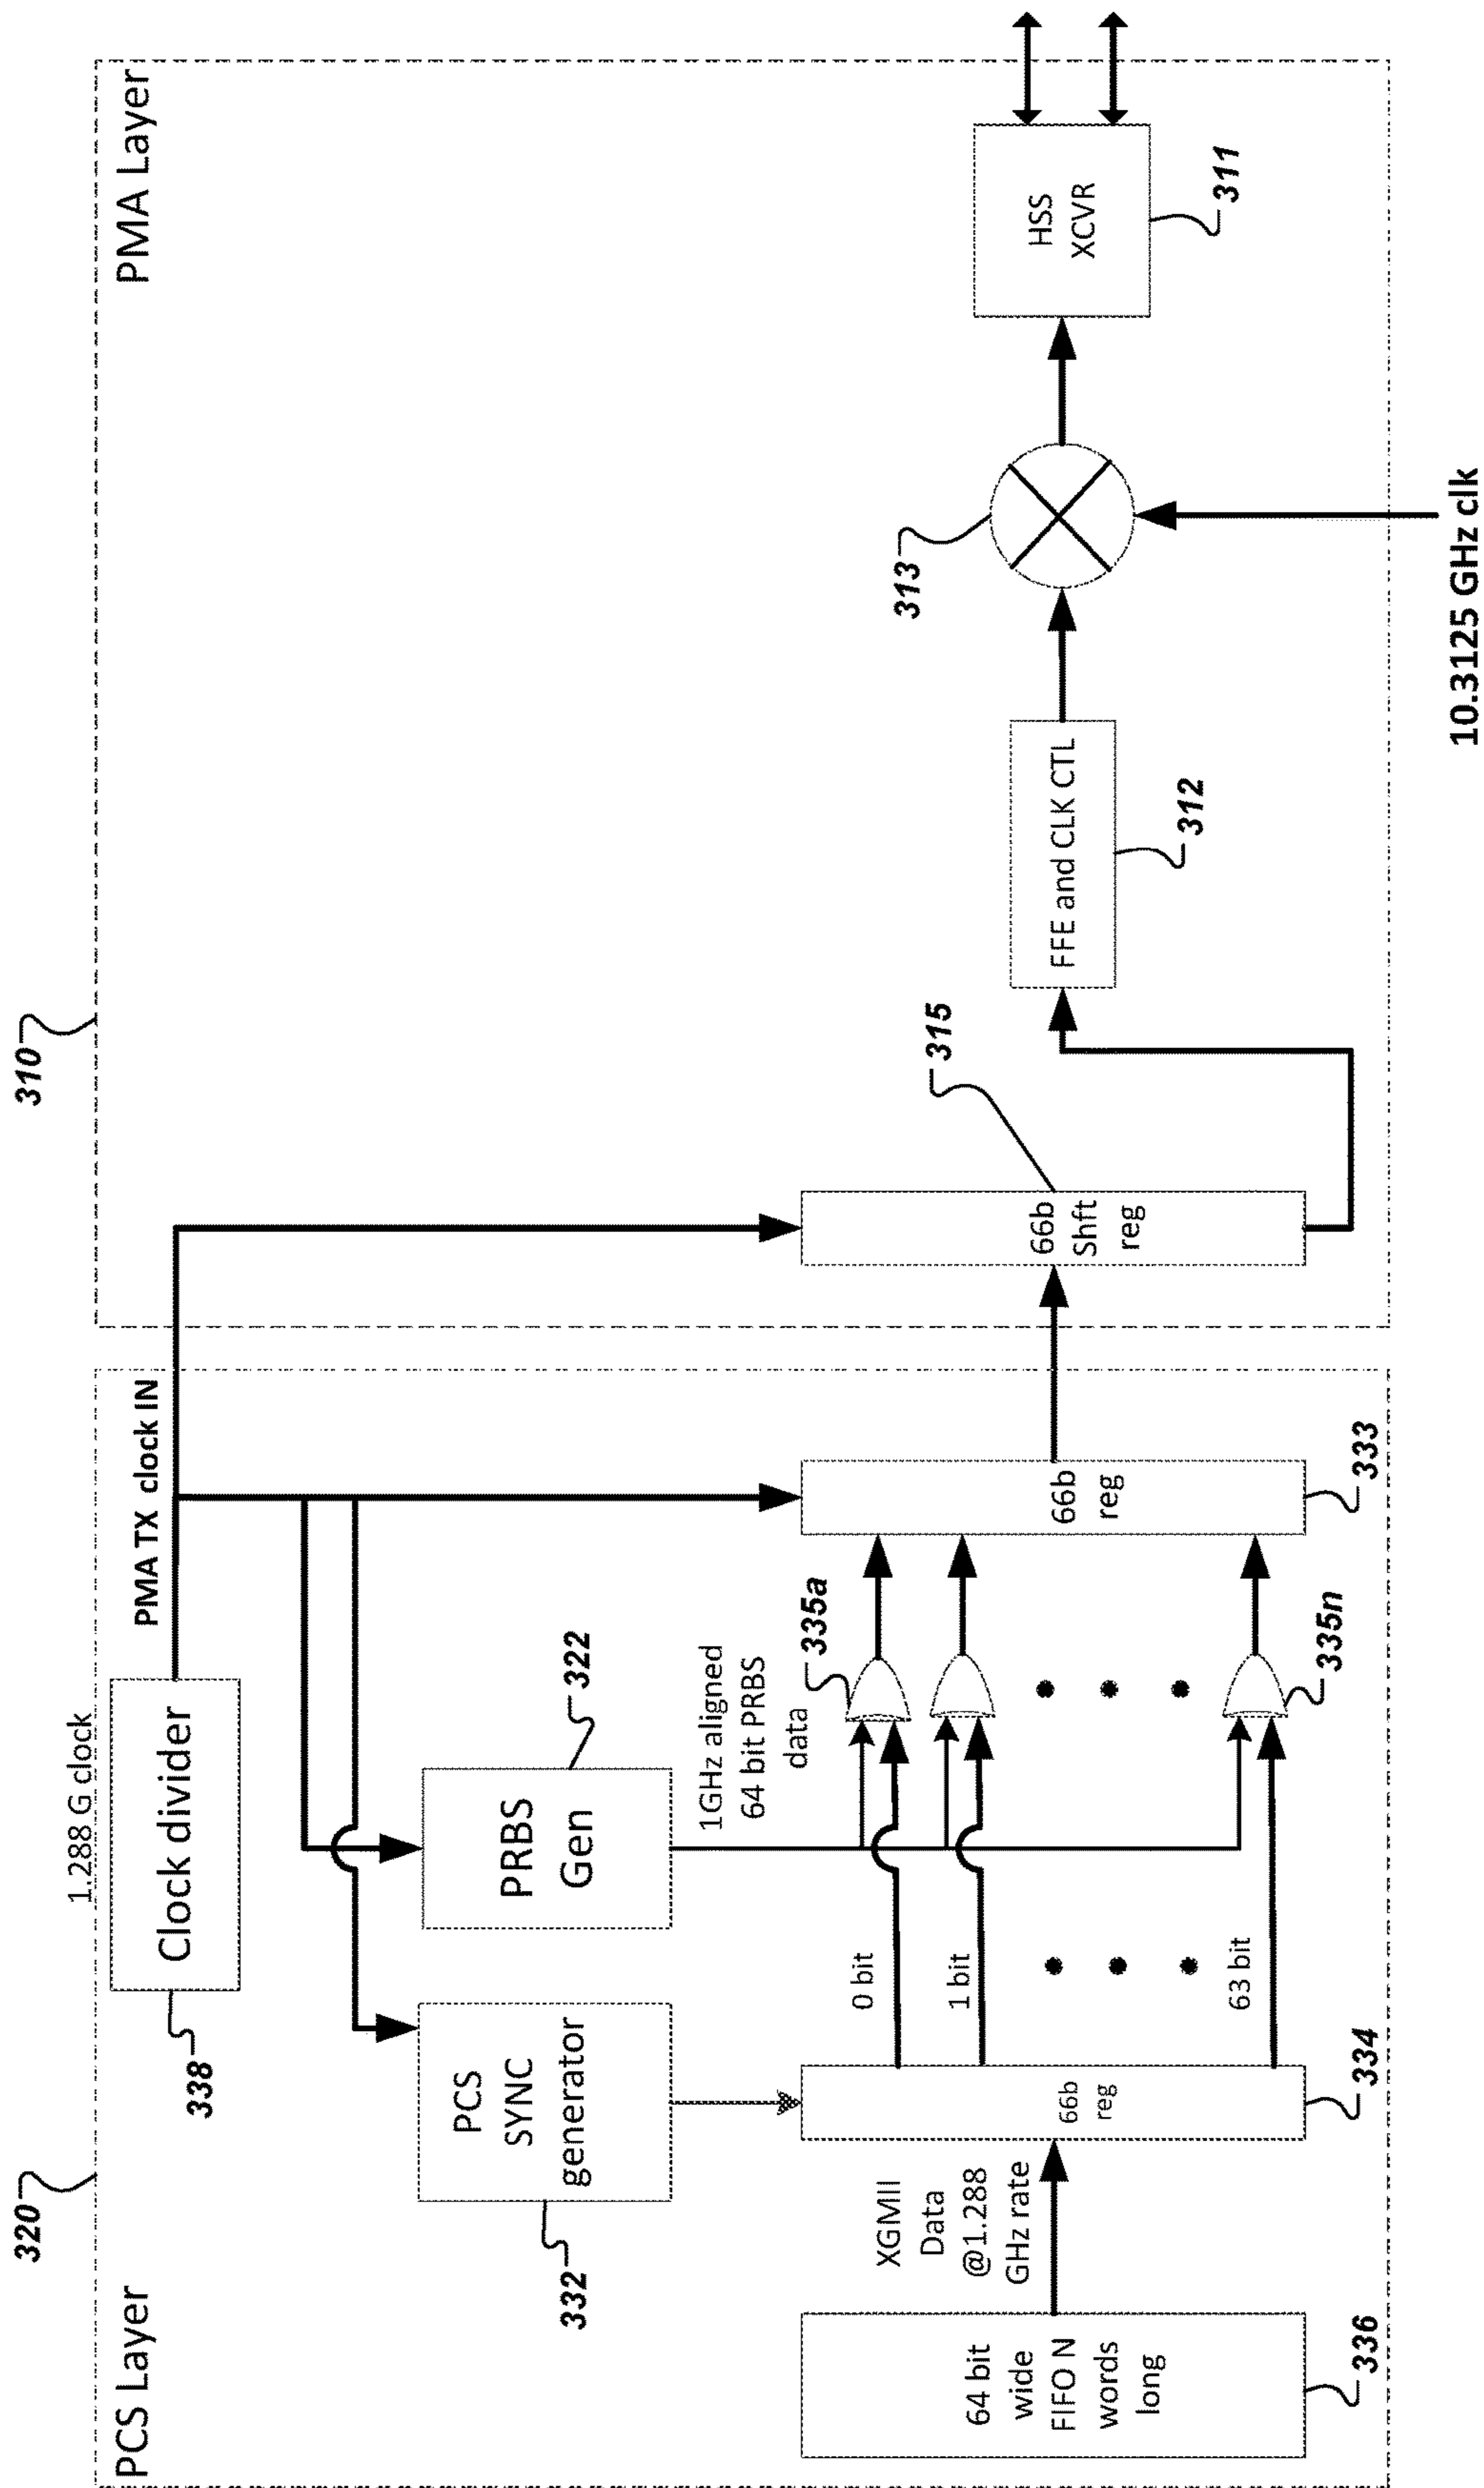 320
310
PCS Layer
PMA Layer
1.288 G clock
Clock divider
338
PMA TX clock IN
PCS
SYNC
generator
332
PRBS
Gen
322
1GHz aligned
64 bit PRBS
data
335a
335n
64 bit
wide
FIFO N
words
long
336
XGMII
Data
@1.288
GHz rate
66b
reg
334
0 bit
1 bit
63 bit
66b
reg
333
66b
Shft
reg
315
FFE and CLK CTL
312
313
10.3125 GHz clk
HSS
XCVR
311